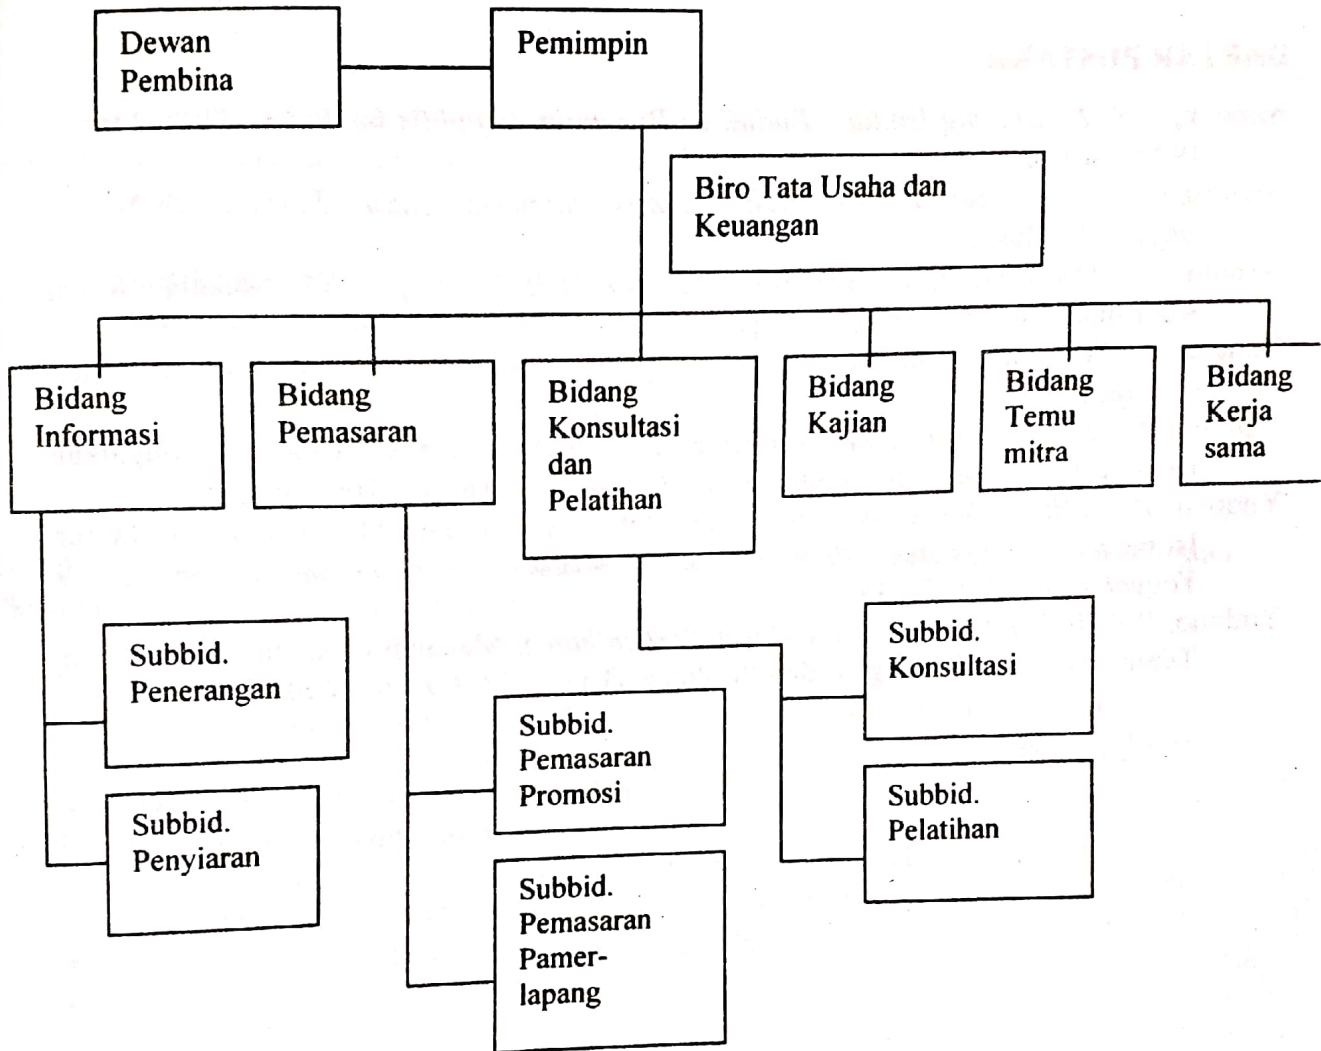 Dewan
Pembina
Pemimpin
Biro Tata Usaha dan
Keuangan
Bidang
Informasi
Bidang
Pemasaran
Bidang
Konsultasi
dan
Pelatihan
Bidang
Kajian
Bidang
Temu
mitra
Bidang
Kerja
sama
Subbid.
Penerangan
Subbid.
Penyiaran
Subbid.
Pemasaran
Promosi
Subbid.
Pemasaran
Pamer-
lapang
Subbid.
Konsultasi
Subbid.
Pelatihan